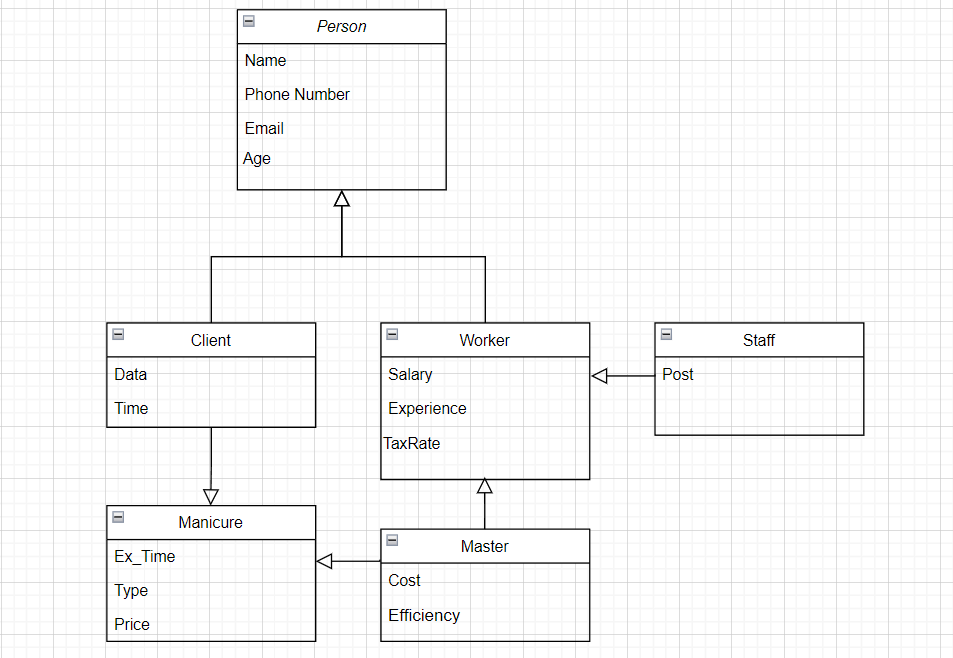 Person
Name
Phone Number
Email
Age
Client
Data
Time
Worker
Salary
Experience
TaxRate
Staff
Post
Manicure
Ex_Time
Type
Price
Master
Cost
Efficiency